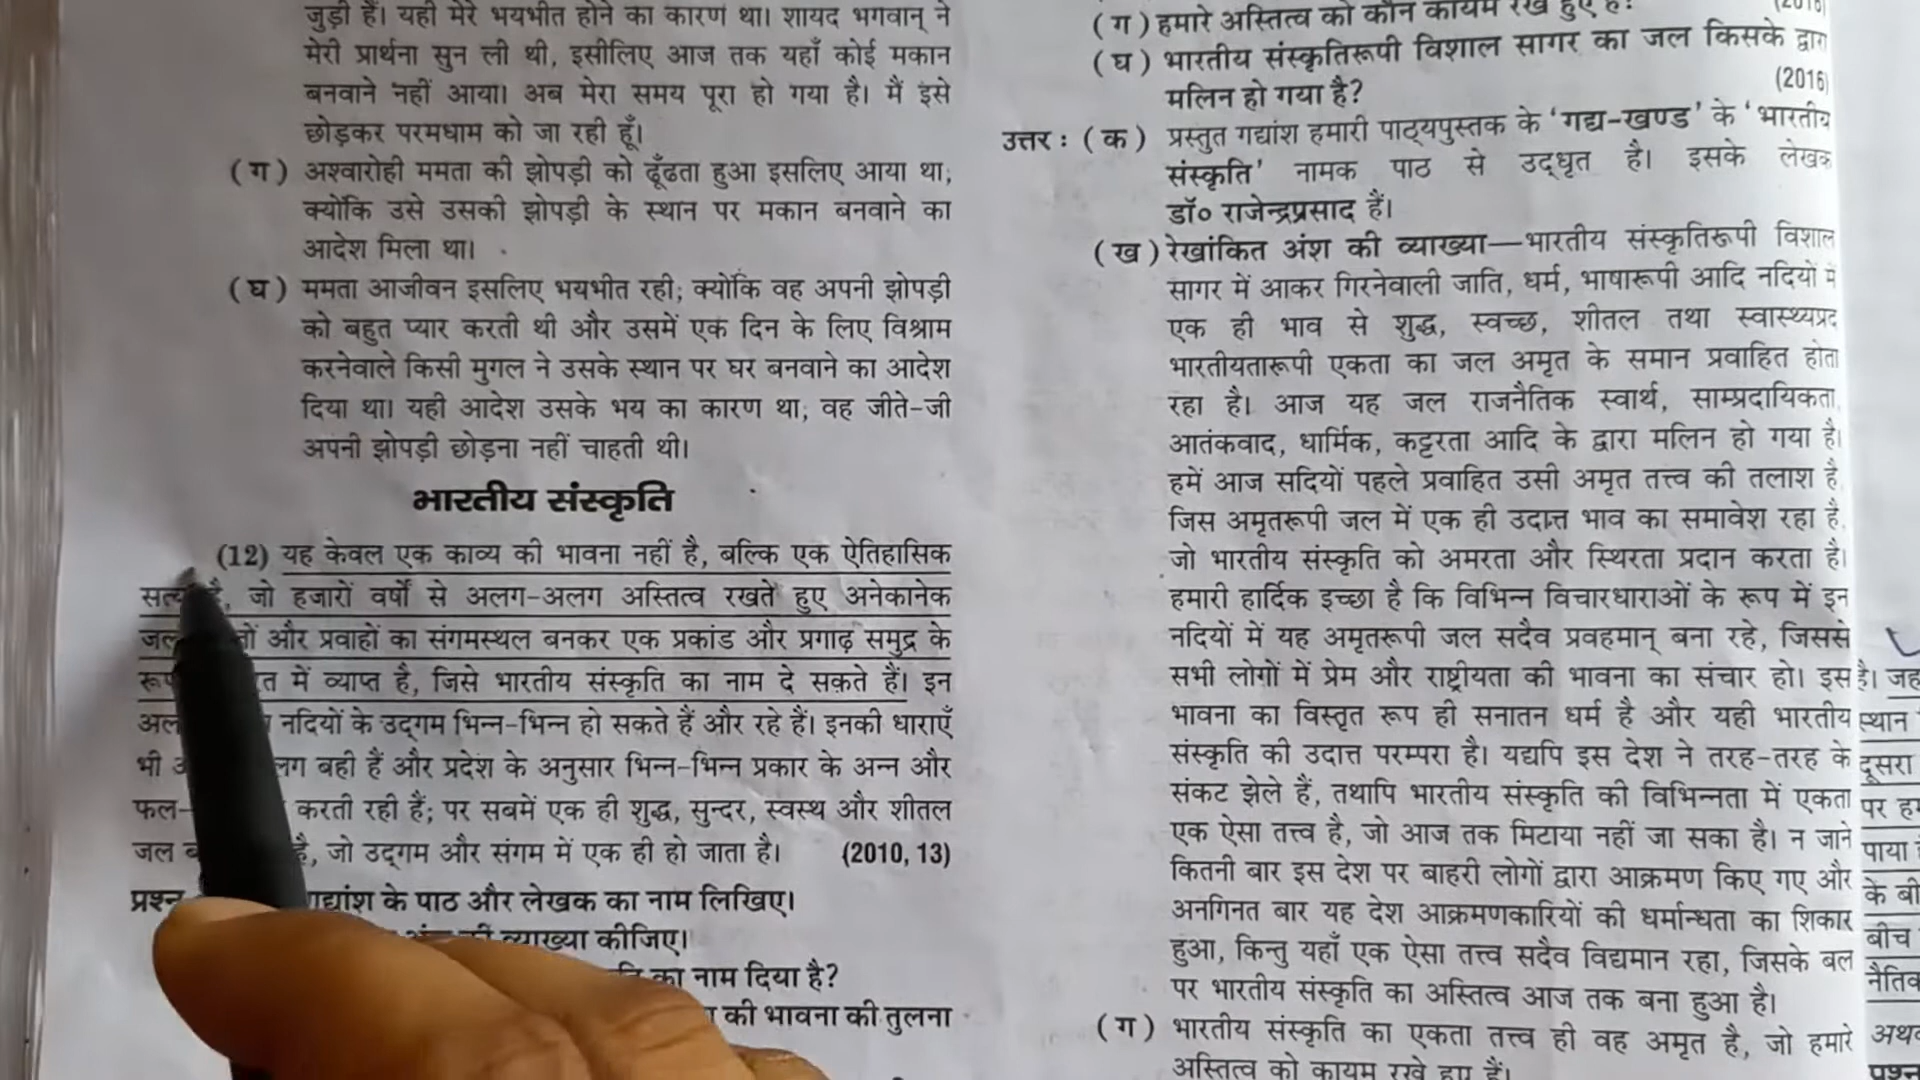 जुड़ी हैं। यही मेरे भयभीत होने का कारण था। शायद भगवान् ने
मेरी प्रार्थना सुन ली थी, इसीलिए आज तक यहाँ कोई मकान
बनवाने नहीं आया। अब मेरा समय पूरा हो गया है। मैं इसे
छोड़कर परमधाम को जा रही हूँ।
(ग) अश्वारोही ममता की झोपड़ी को ढूँढता हुआ इसलिए आया था;
क्योंकि उसे उसकी झोपड़ी के स्थान पर मकान बनवाने का
आदेश मिला था।
(घ) ममता आजीवन इसलिए भयभीत रही; क्योंकि वह अपनी झोपड़ी
को बहुत प्यार करती थी और उसमें एक दिन के लिए विश्राम
करनेवाले किसी मुगल ने उसके स्थान पर घर बनवाने का आदेश
दिया था। यही आदेश उसके भय का कारण था; वह जीते-जी
अपनी झोपड़ी छोड़ना नहीं चाहती थी।
भारतीय संस्कृति
(12) यह केवल एक काव्य की भावना नहीं है, बल्कि एक ऐतिहासिक
सत्य है, जो हजारों वर्षों से अलग-अलग अस्तित्व रखते हुए अनेकानेक
और प्रवाहों का संगमस्थल बनकर एक प्रकांड और प्रगाढ़ समुद्र के
में व्याप्त है, जिसे भारतीय संस्कृति का नाम दे सकते हैं। इन
नदियों के उद्गम भिन्न-भिन्न हो सकते हैं और रहे हैं। इनकी धाराएँ
भी बही हैं और प्रदेश के अनुसार भिन्न-भिन्न प्रकार के अन्न और
फल- करती रही हैं; पर सबमें एक ही शुद्ध, सुन्दर, स्वस्थ और शीतल
जल है, जो उद्गम और संगम में एक ही हो जाता है। (2010, 13)
प्रश्न गद्यांश के पाठ और लेखक का नाम लिखिए।
व्याख्या कीजिए।
का नाम दिया है?
की भावना की तुलना
(ग) हमारे अस्तित्व को कौन कायम रखे हुए है? (2016)
(घ) भारतीय संस्कृतिरूपी विशाल सागर का जल किसके द्वारा
मलिन हो गया है? (2016)
उत्तर : (क) प्रस्तुत गद्यांश हमारी पाठ्यपुस्तक के 'गद्य-खण्ड' के 'भारतीय
संस्कृति' नामक पाठ से उद्धृत है। इसके लेखक
डॉ० राजेन्द्रप्रसाद हैं।
(ख) रेखांकित अंश की व्याख्या—भारतीय संस्कृतिरूपी विशाल
सागर में आकर गिरनेवाली जाति, धर्म, भाषारूपी आदि नदियों में
एक ही भाव से शुद्ध, स्वच्छ, शीतल तथा स्वास्थ्यप्रद
भारतीयतारूपी एकता का जल अमृत के समान प्रवाहित होता
रहा है। आज यह जल राजनैतिक स्वार्थ, साम्प्रदायिकता,
आतंकवाद, धार्मिक, कट्टरता आदि के द्वारा मलिन हो गया है।
हमें आज सदियों पहले प्रवाहित उसी अमृत तत्त्व की तलाश है,
जिस अमृतरूपी जल में एक ही उदात्त भाव का समावेश रहा है,
जो भारतीय संस्कृति को अमरता और स्थिरता प्रदान करता है।
हमारी हार्दिक इच्छा है कि विभिन्न विचारधाराओं के रूप में इन
नदियों में यह अमृतरूपी जल सदैव प्रवहमान् बना रहे, जिससे
सभी लोगों में प्रेम और राष्ट्रीयता की भावना का संचार हो। इस
भावना का विस्तृत रूप ही सनातन धर्म है और यही भारतीय
संस्कृति की उदात्त परम्परा है। यद्यपि इस देश ने तरह-तरह के
संकट झेले हैं, तथापि भारतीय संस्कृति की विभिन्नता में एकता
एक ऐसा तत्त्व है, जो आज तक मिटाया नहीं जा सका है। न जाने
कितनी बार इस देश पर बाहरी लोगों द्वारा आक्रमण किए गए और
अनगिनत बार यह देश आक्रमणकारियों की धर्मान्धता का शिकार
हुआ, किन्तु यहाँ एक ऐसा तत्त्व सदैव विद्यमान रहा, जिसके बल
पर भारतीय संस्कृति का अस्तित्व आज तक बना हुआ है।
(ग) भारतीय संस्कृति का एकता तत्त्व ही वह अमृत है, जो हमारे
अस्तित्व को कायम रखे हुए हैं।
है। जह
स्थान
दूसरा
पर हम
पाया
के बी
बीच
नैतिक
अथव
प्रश्न